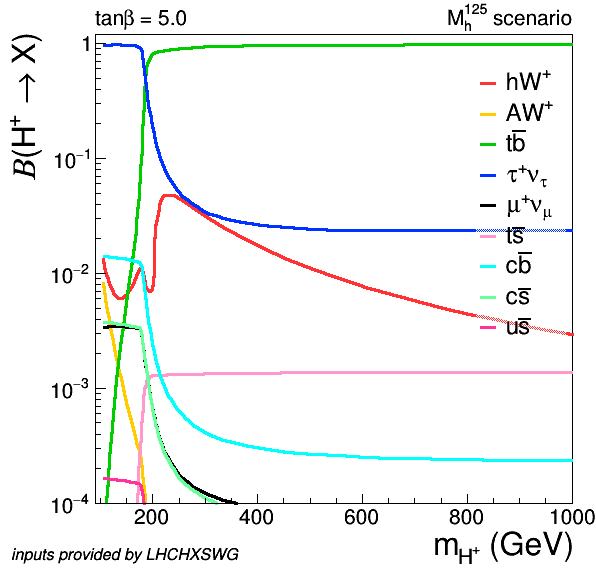 tanβ = 5.0
M_h^125 scenario
B(H⁺ → X)
1
10⁻¹
10⁻²
10⁻³
10⁻⁴
hW⁺
AW⁺
tb̅
τ⁺ν_τ
μ⁺ν_μ
ts̅
cb̅
cs̅
us̅
200 400 600 800 1000
m_H⁺ (GeV)
inputs provided by LHCHXSWG